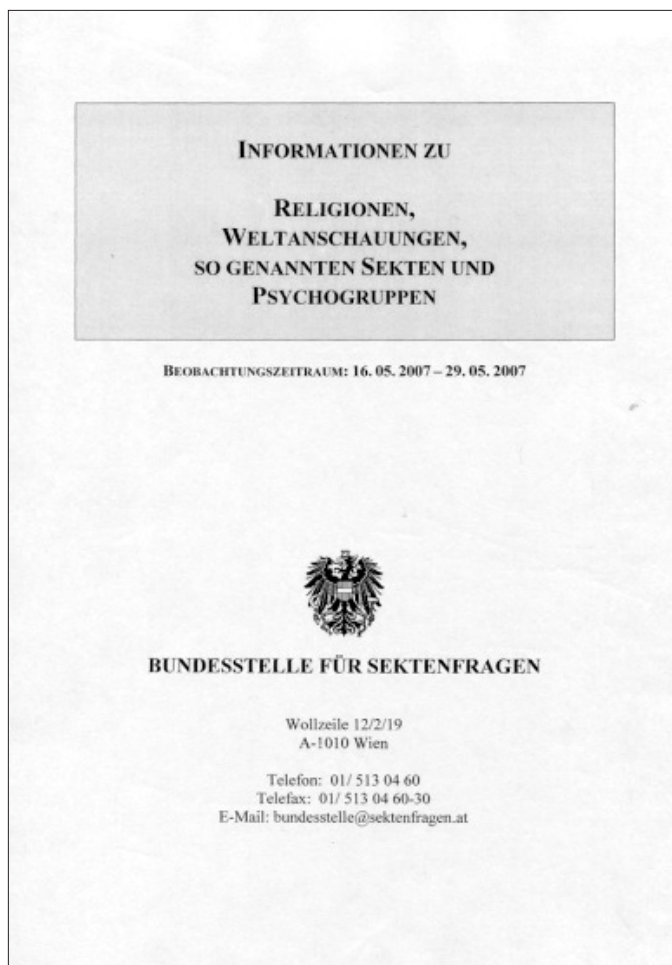 INFORMATIONEN ZU
RELIGIONEN,
WELTANSCHAUUNGEN,
SO GENANNTEN SEKTEN UND
PSYCHOGRUPPEN
BEOBACHTUNGSZEITRAUM: 16. 05. 2007 – 29. 05. 2007
BUNDESSTELLE FÜR SEKTENFRAGEN
Wollzeile 12/2/19
A-1010 Wien
Telefon: 01/ 513 04 60
Telefax: 01/ 513 04 60-30
E-Mail: bundesstelle@sektenfragen.at